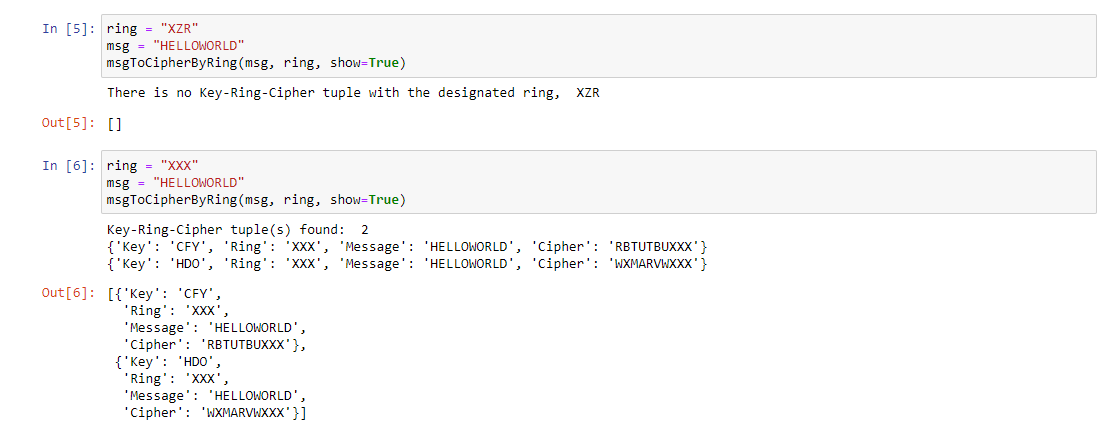 In [5]: ring = "XZR"
msg = "HELLOWORLD"
msgToCipherByRing(msg, ring, show=True)
There is no Key-Ring-Cipher tuple with the designated ring,  XZR
Out[5]: []
In [6]: ring = "XXX"
msg = "HELLOWORLD"
msgToCipherByRing(msg, ring, show=True)
Key-Ring-Cipher tuple(s) found:  2
{'Key': 'CFY', 'Ring': 'XXX', 'Message': 'HELLOWORLD', 'Cipher': 'RBTUTBUXXX'}
{'Key': 'HDO', 'Ring': 'XXX', 'Message': 'HELLOWORLD', 'Cipher': 'WXMARVWXXX'}
Out[6]: [{'Key': 'CFY',
'Ring': 'XXX',
'Message': 'HELLOWORLD',
'Cipher': 'RBTUTBUXXX'},
{'Key': 'HDO',
'Ring': 'XXX',
'Message': 'HELLOWORLD',
'Cipher': 'WXMARVWXXX'}]